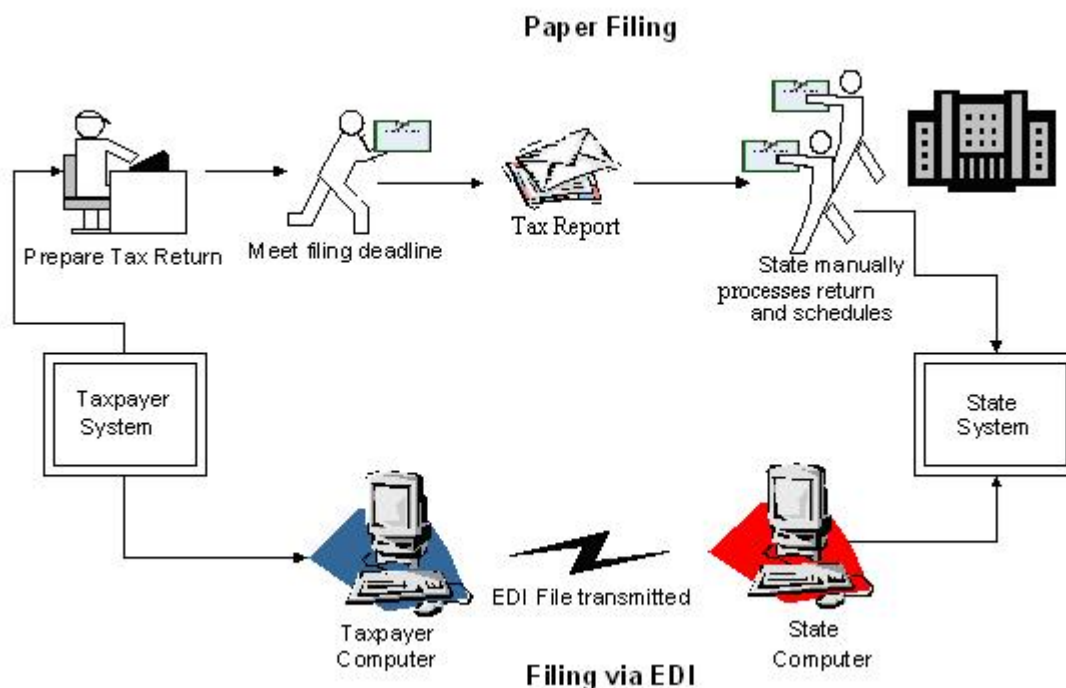 Paper Filing
Prepare Tax Return
Meet filing deadline
Tax Report
State manually
processes return
and schedules
Taxpayer
System
State
System
EDI File transmitted
Taxpayer
Computer
State
Computer
Filing via EDI